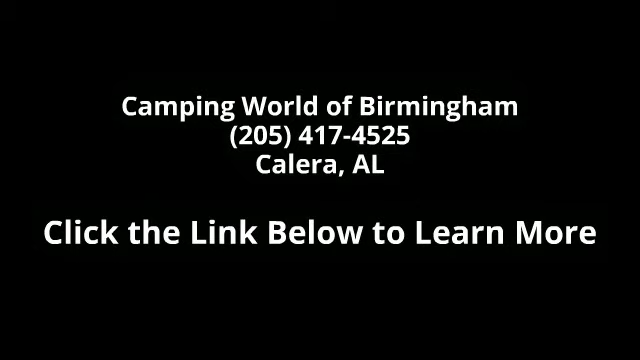 Camping World of Birmingham
(205) 417-4525
Calera, AL
Click the Link Below to Learn More